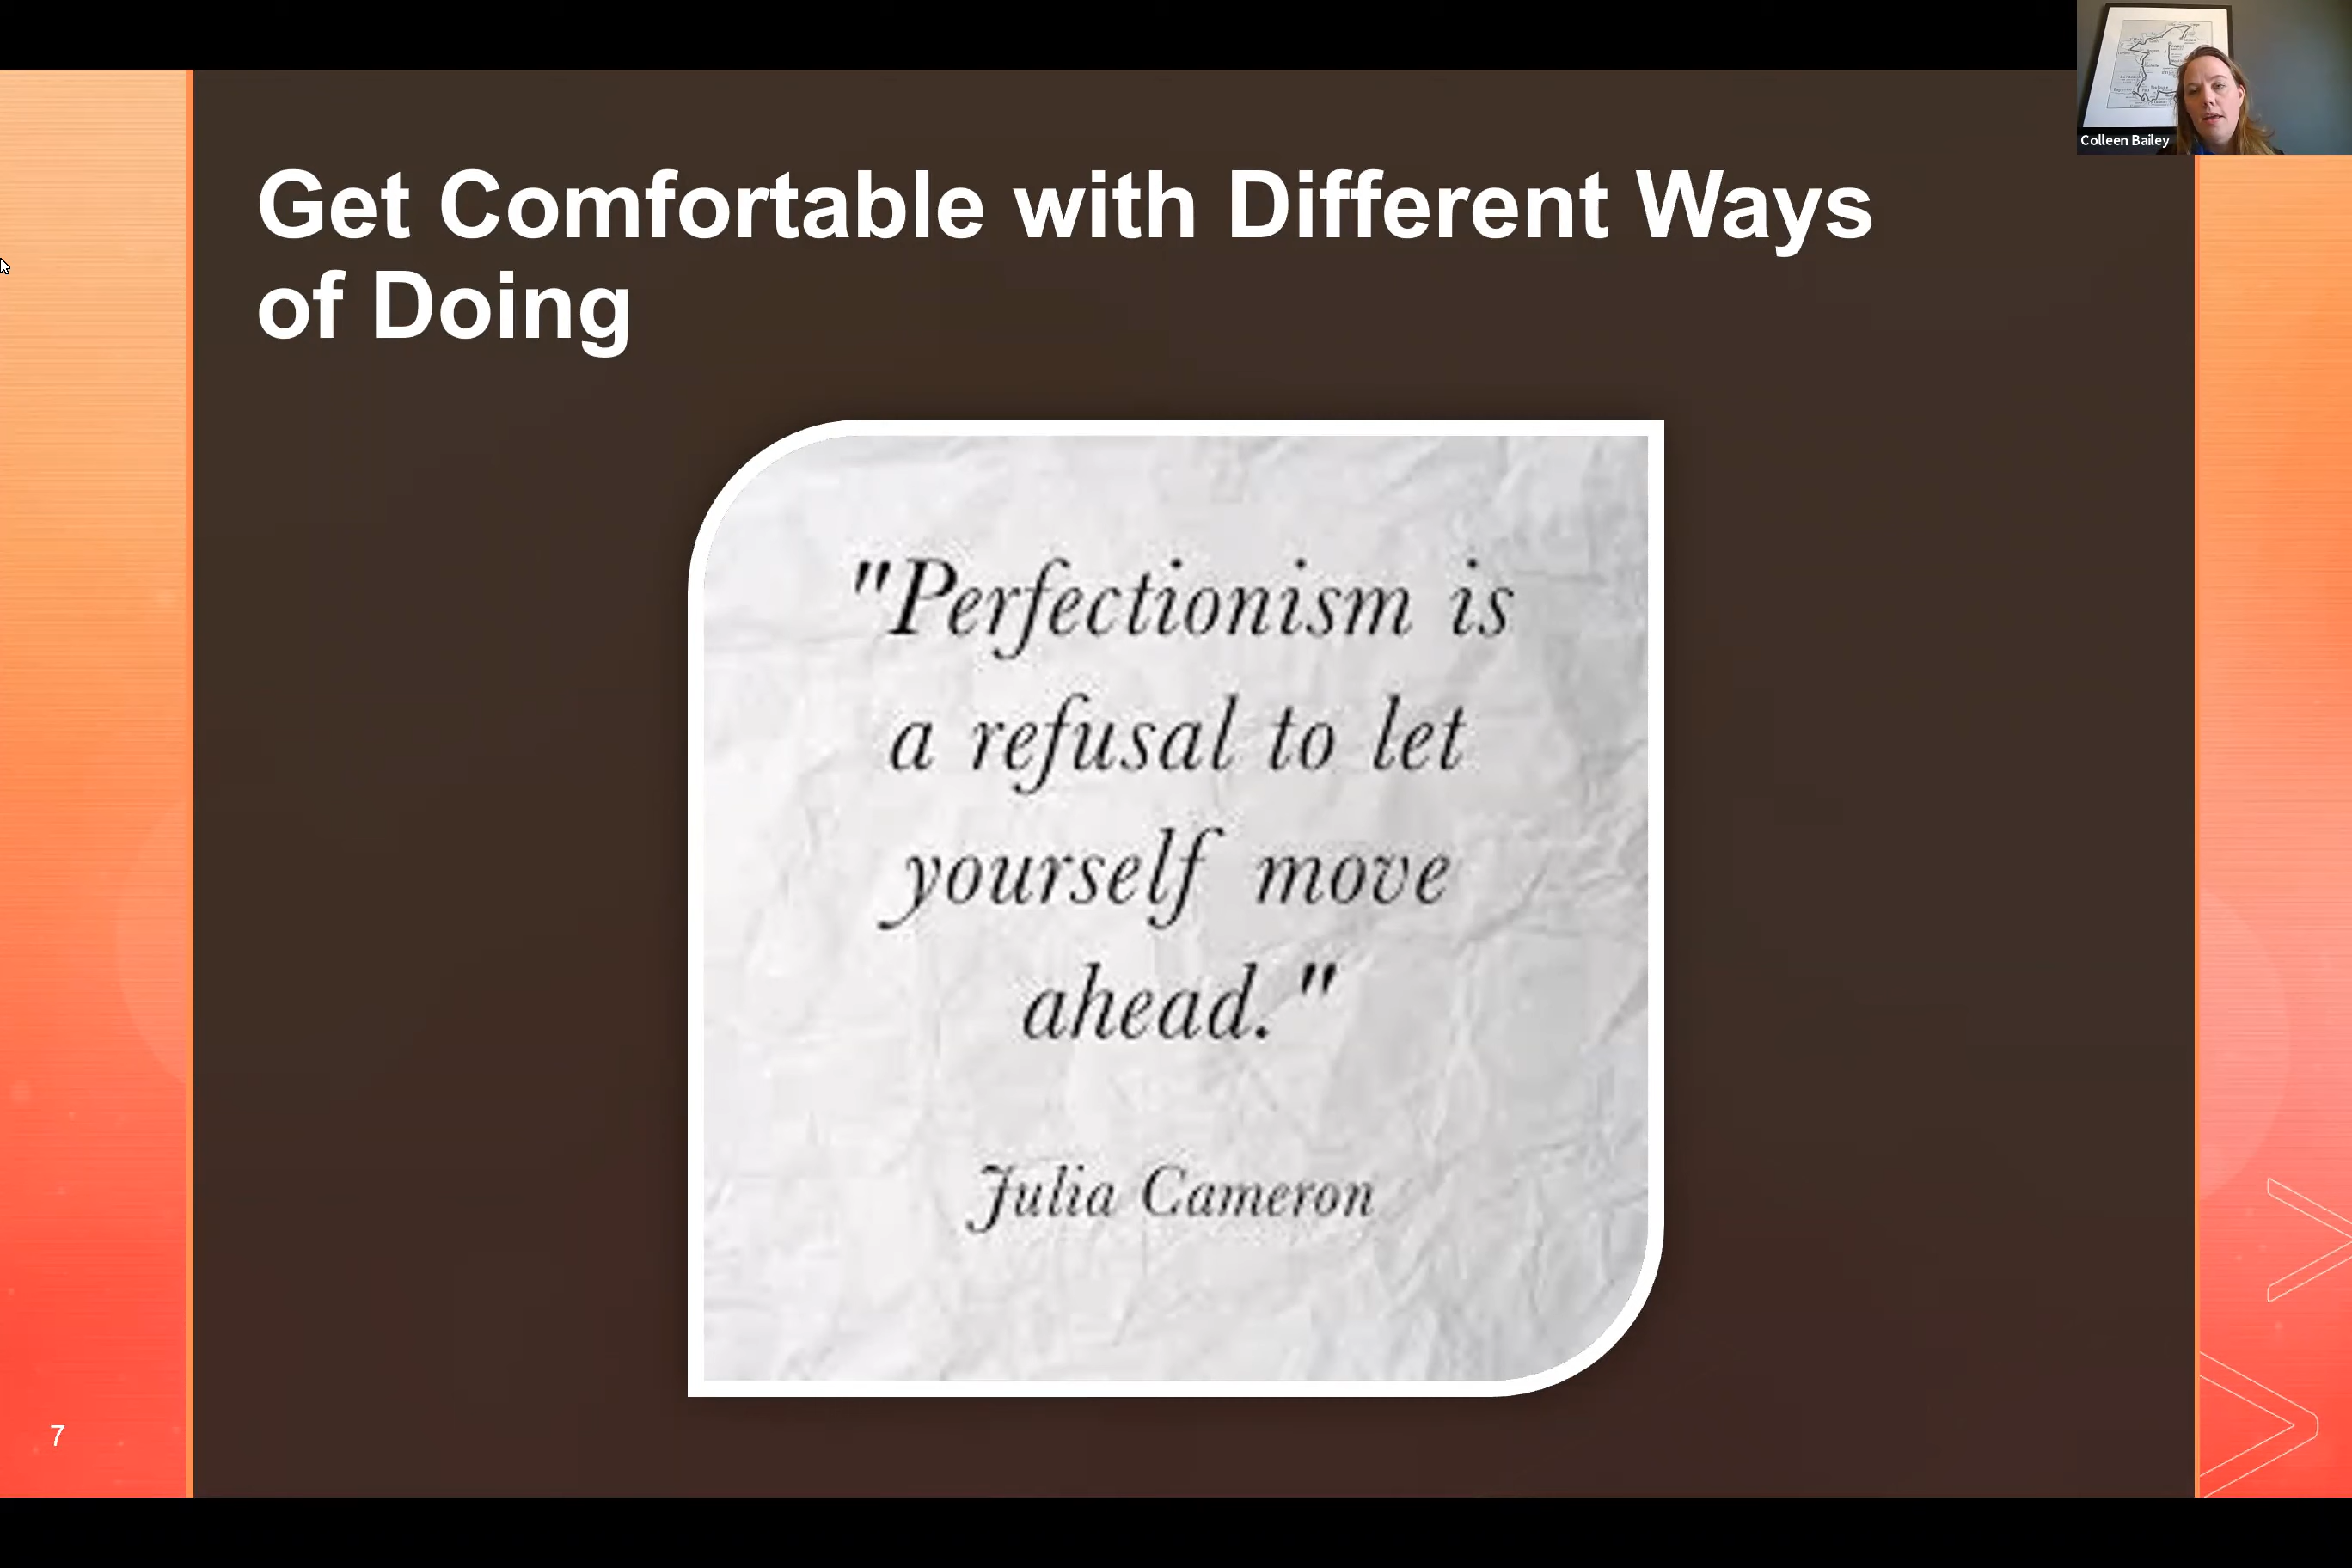 Colleen Bailey
Get Comfortable with Different Ways
of Doing
"Perfectionism is
a refusal to let
yourself move
ahead."
Julia Cameron
7